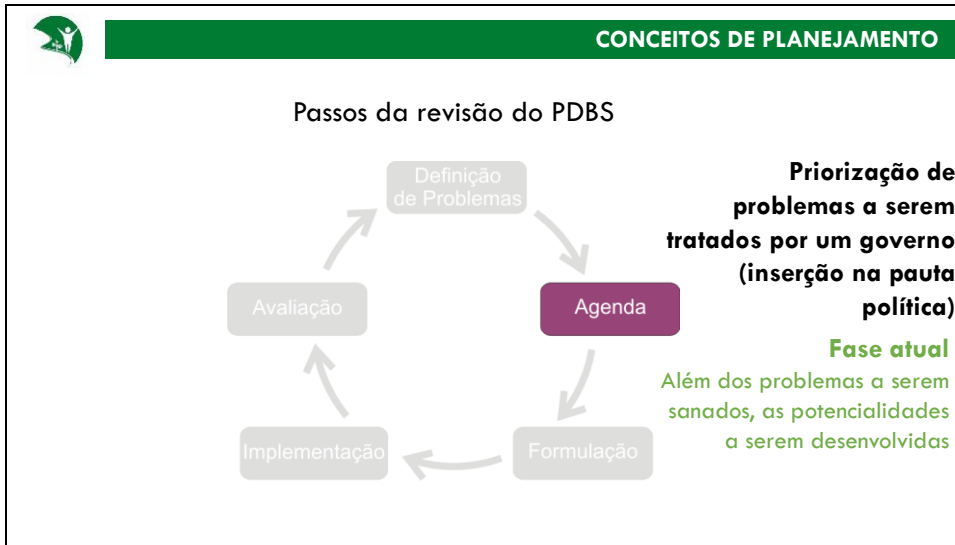 CONCEITOS DE PLANEJAMENTO
Passos da revisão do PDBS
Definição
de Problemas
Agenda
Formulação
Implementação
Avaliação
Priorização de
problemas a serem
tratados por um governo
(inserção na pauta
política)
Fase atual
Além dos problemas a serem
sanados, as potencialidades
a serem desenvolvidas